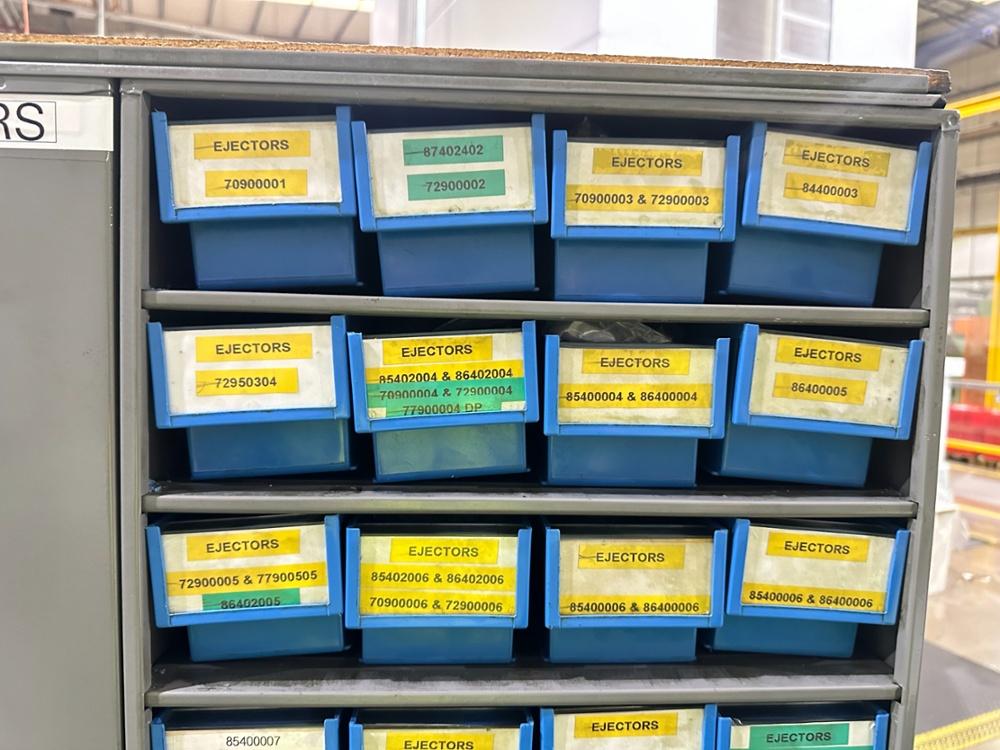 RS
EJECTORS
70900001
87402402
72900002
EJECTORS
70900003 & 72900003
EJECTORS
84400003
EJECTORS
72950304
EJECTORS
85402004 & 86402004
70900004 & 72900004
77900004 DP
EJECTORS
85400004 & 86400004
EJECTORS
86400005
EJECTORS
72900005 & 77900505
86402005
EJECTORS
85402006 & 86402006
70900006 & 72900006
EJECTORS
85400006 & 86400006
EJECTORS
85400006 & 86400006
85400007
EJECTORS
EJECTORS
EJECTORS